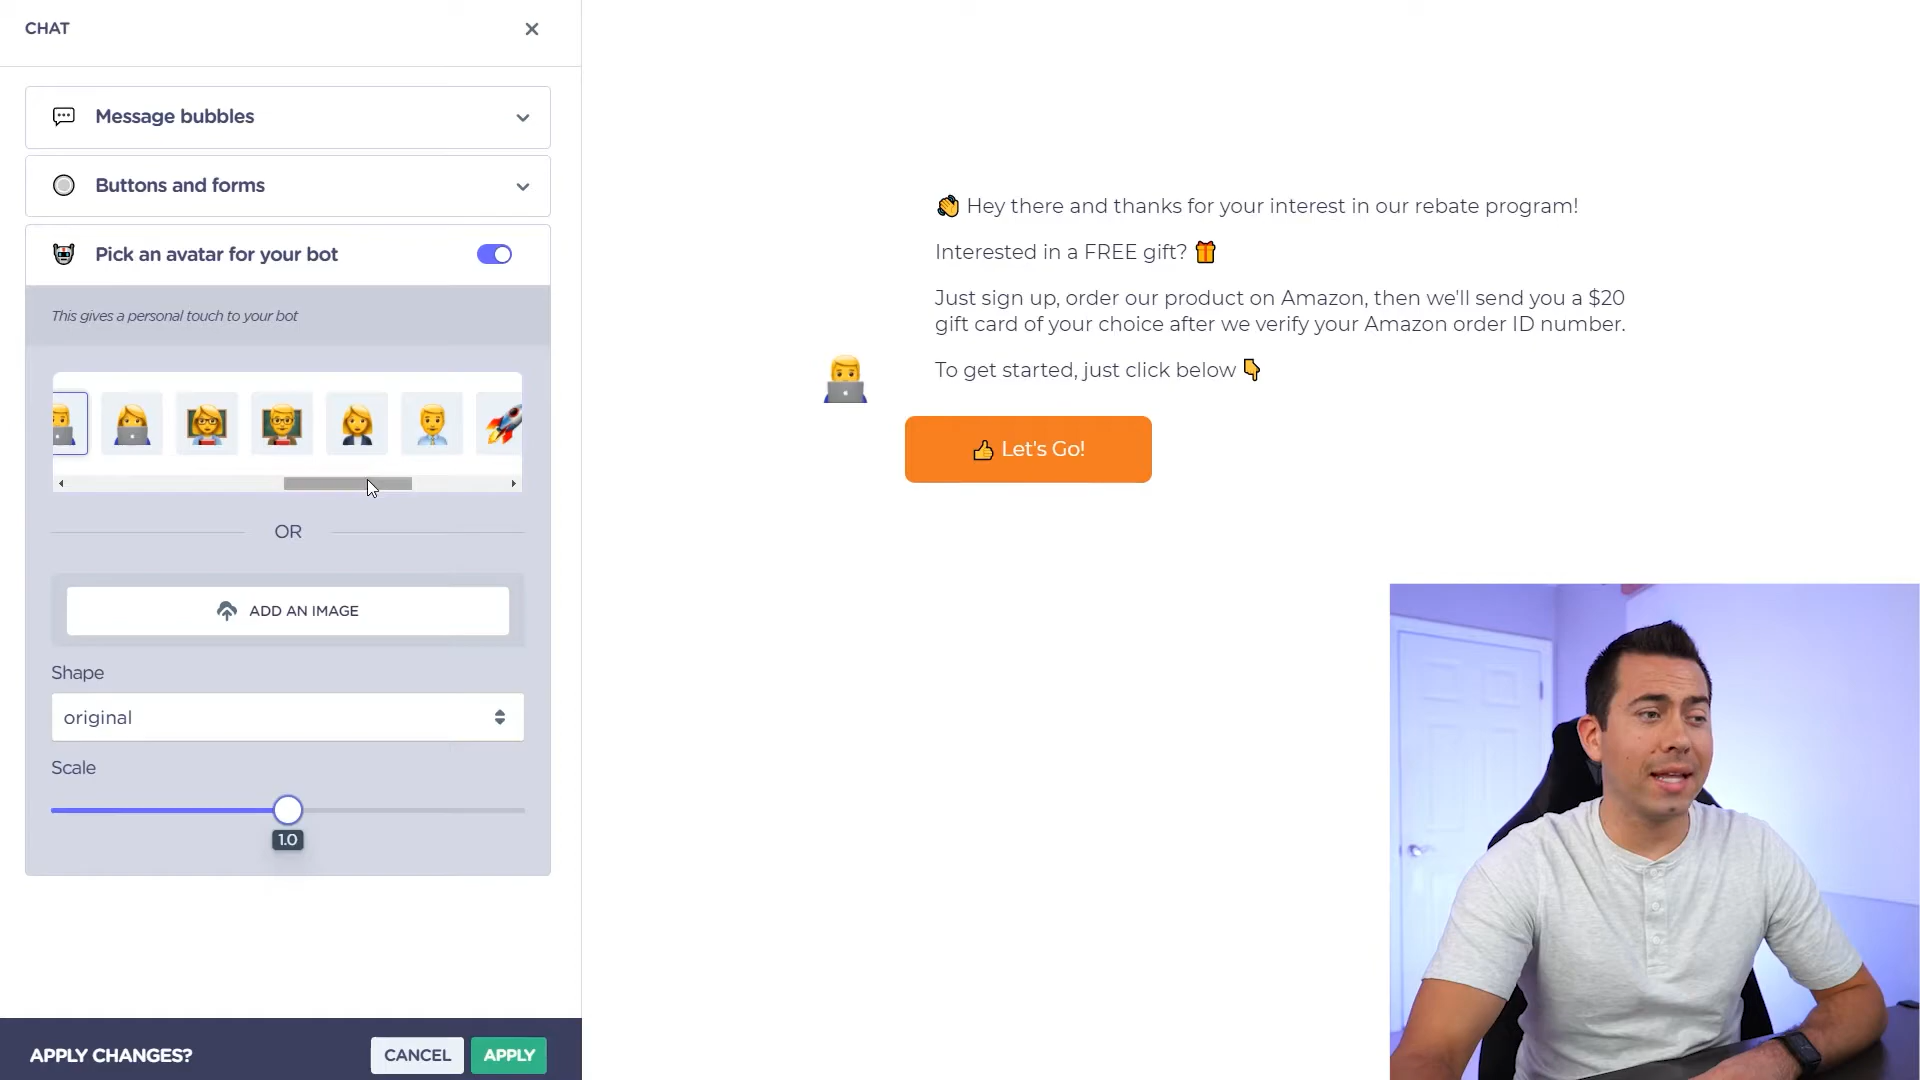 CHAT
Message bubbles
Buttons and forms
Pick an avatar for your bot
This gives a personal touch to your bot
OR
ADD AN IMAGE
Shape
original
Scale
1.0
APPLY CHANGES?
CANCEL
APPLY
👋 Hey there and thanks for your interest in our rebate program!
Interested in a FREE gift? 🎁
Just sign up, order our product on Amazon, then we'll send you a $20
gift card of your choice after we verify your Amazon order ID number.
To get started, just click below 👇
👍 Let's Go!